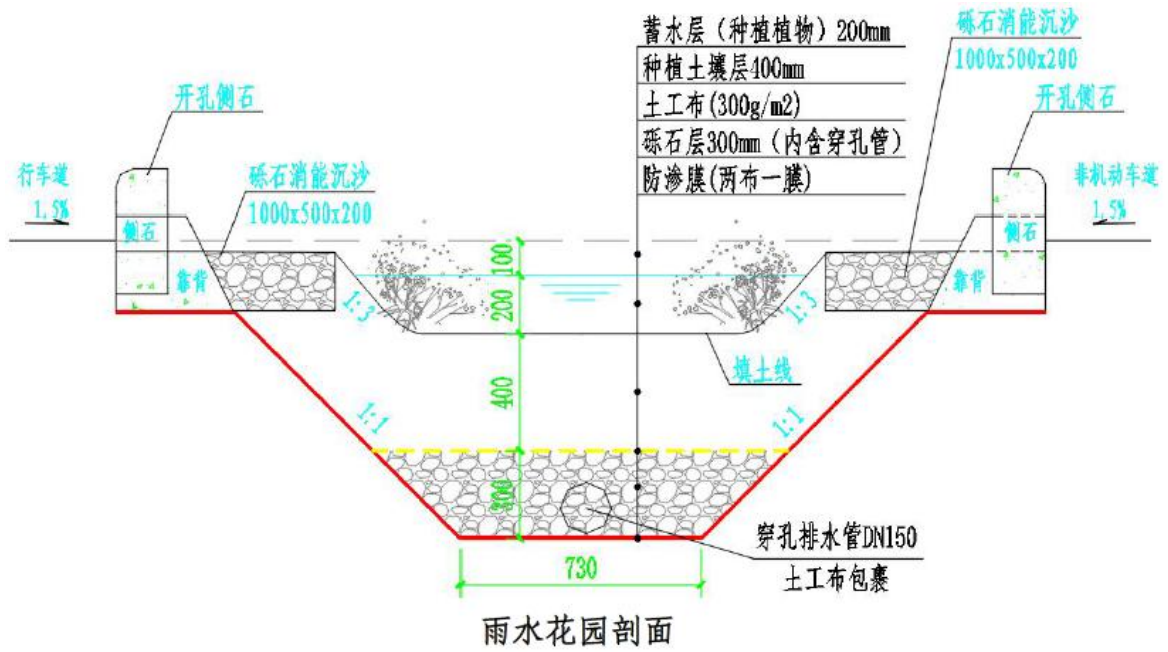 蓄水层（种植植物）200mm
种植土壤层400mm
土工布(300g/m2)
砾石层300mm（内含穿孔管）
防渗膜(两布一膜)
砾石消能沉沙
1000x500x200
开孔侧石
开孔侧石
行车道
1.5%
砾石消能沉沙
1000x500x200
非机动车道
1.5%
侧石
侧石
靠背
靠背
100
200
1:3
1:3
填土线
400
1:1
1:1
300
穿孔排水管DN150
土工布包裹
730
雨水花园剖面